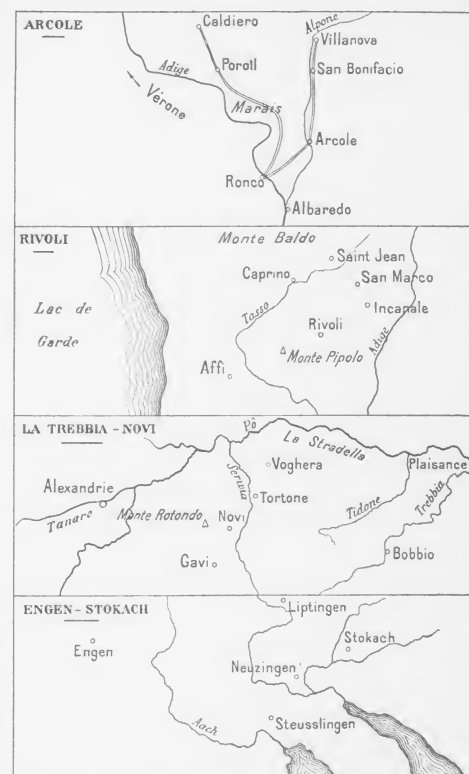 ARCOLE
Caldiero
Alpone
Villanova
Porotl
San Bonifacio
Adige
Vérone
Marais
Arcole
Ronco
Albaredo
RIVOLI
Monte Baldo
Saint Jean
Caprino
San Marco
Lac de
Garde
Tasso
Incanale
Rivoli
Adige
Monte Pipolo
Affi
LA TREBBIA - NOVI
Pô
La Stradella
Voghera
Plaisance
Scrivia
Alexandrie
Tortone
Trebbia
Tanaro
Monte Rotondo
Novi
Tidone
Gavi
Bobbio
ENGEN - STOKACH
Liptingen
Engen
Stokach
Neuzingen
Aach
Steusslingen